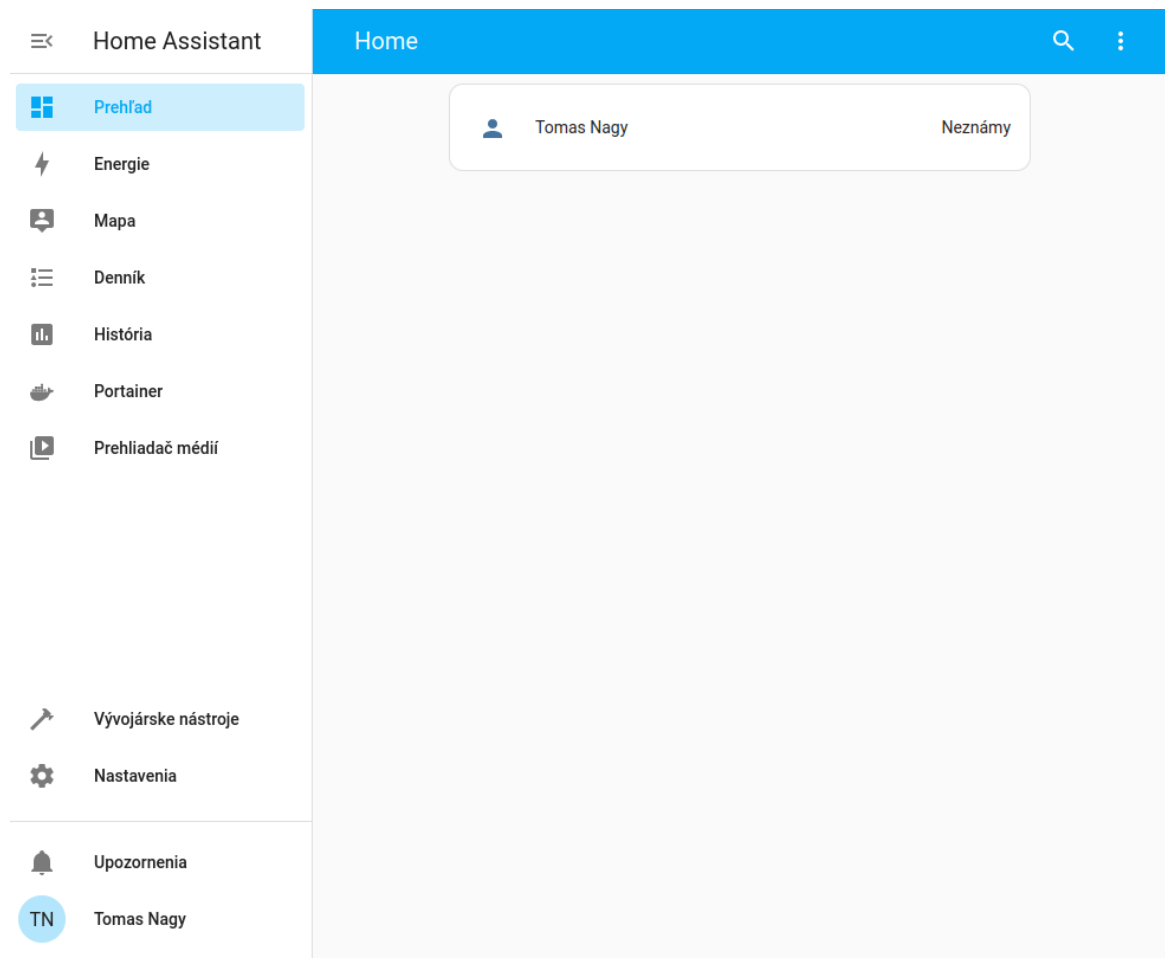 Home Assistant
Home
Prehľad
Tomas Nagy
Neznámy
Energie
Mapa
Denník
História
Portainer
Prehliadač médií
Vývojárske nástroje
Nastavenia
Upozornenia
TN
Tomas Nagy